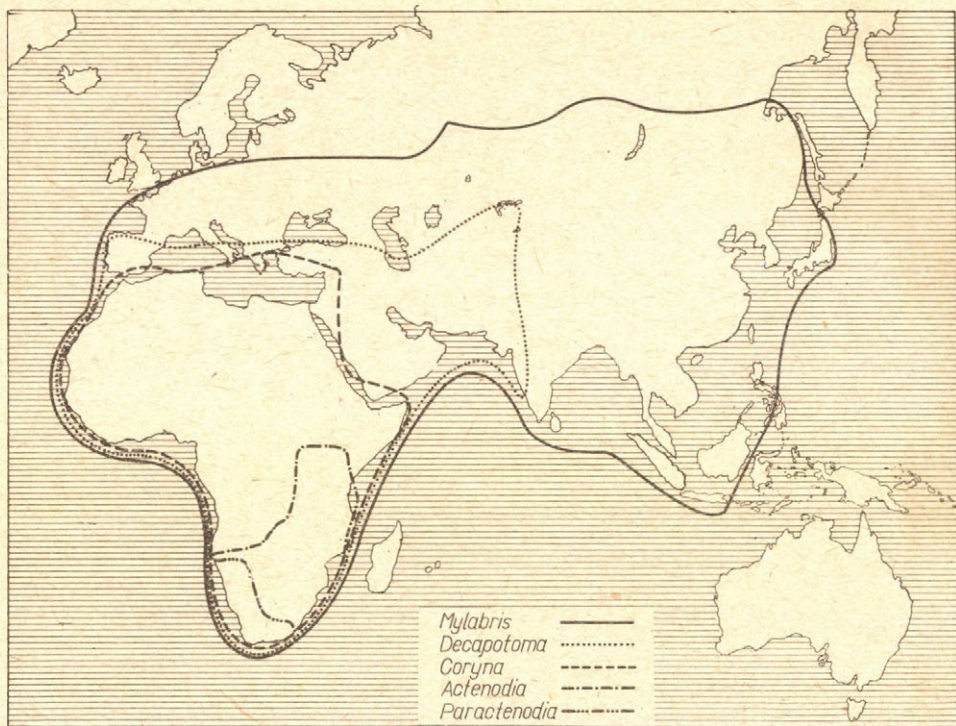 Mylabris
Decapotoma
Coryna
Actenodia
Paractenodia